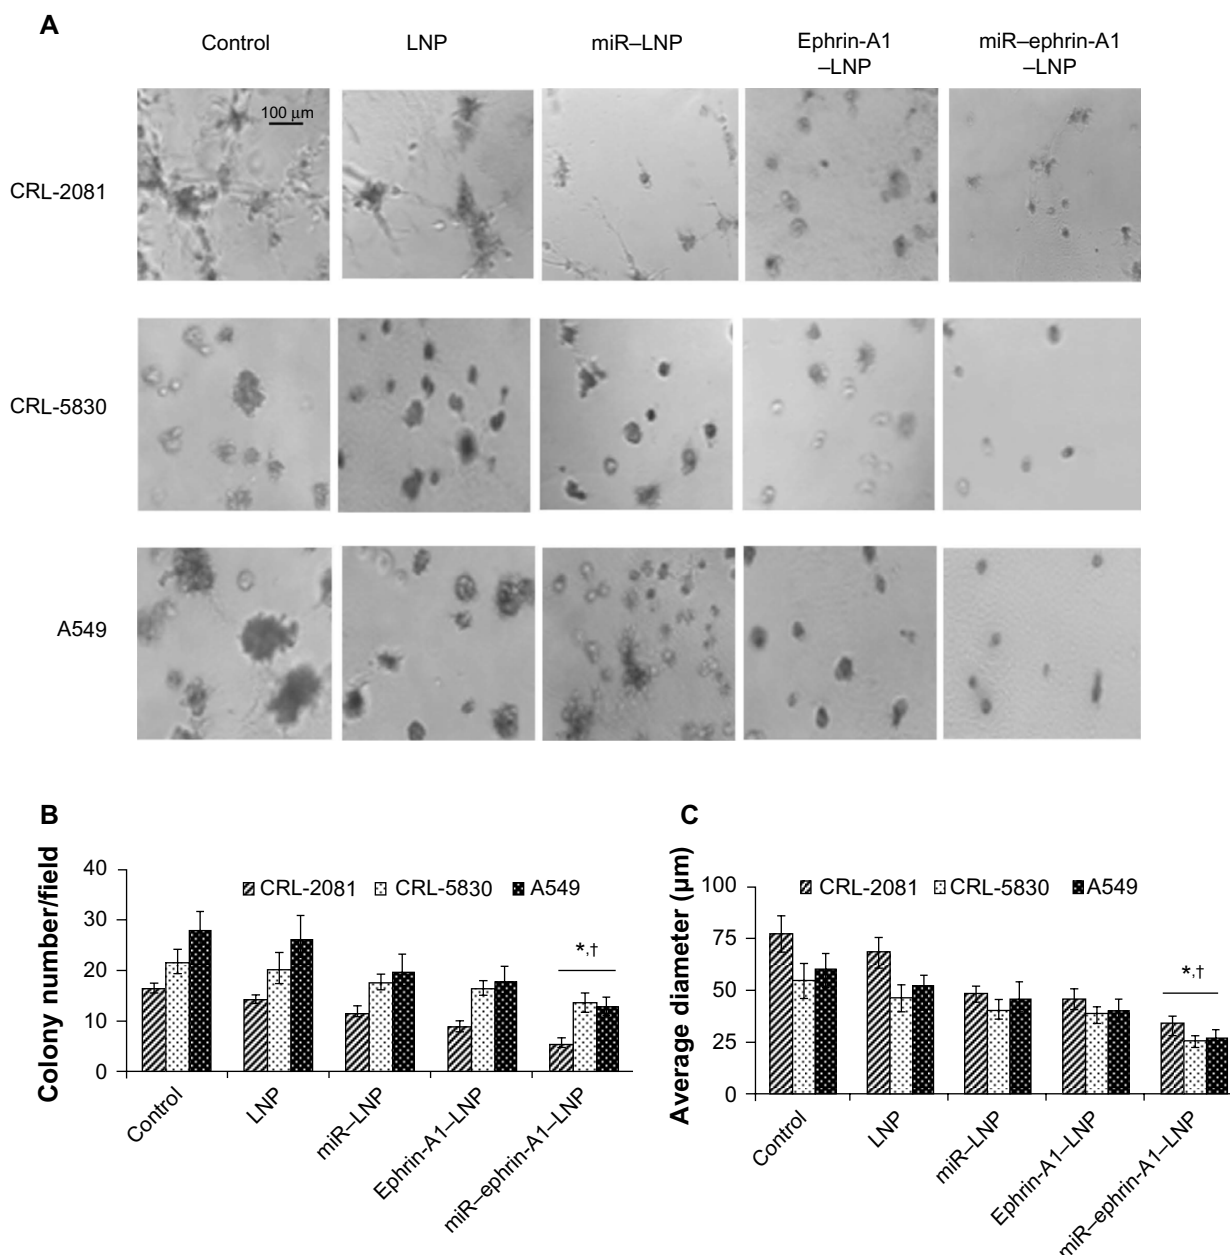 A
Control
LNP
miR–LNP
Ephrin-A1
–LNP
miR–ephrin-A1
–LNP
100 μm
CRL-2081
CRL-5830
A549
B
Colony number/field
40
30
20
10
0
CRL-2081
CRL-5830
A549
*,†
Control
LNP
miR–LNP
Ephrin-A1–LNP
miR–ephrin-A1–LNP
C
Average diameter (μm)
100
75
50
25
0
CRL-2081
CRL-5830
A549
*,†
Control
LNP
miR–LNP
Ephrin-A1–LNP
miR–ephrin-A1–LNP